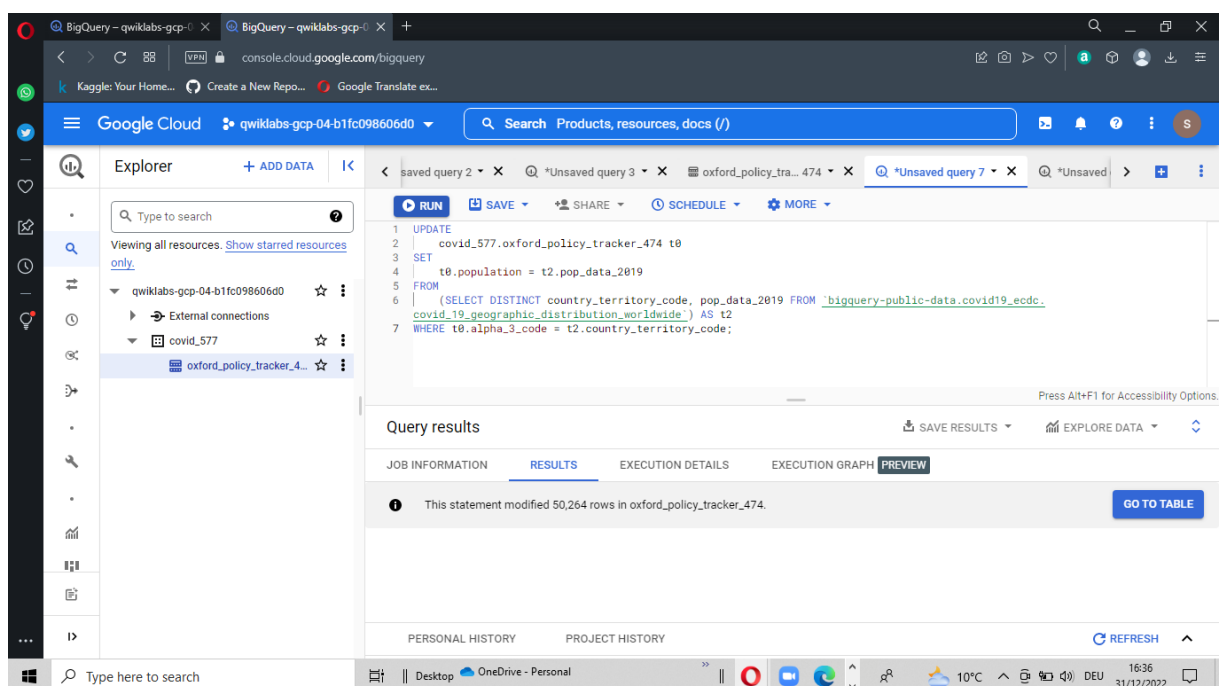 BigQuery – qwiklabs-gcp-0
BigQuery – qwiklabs-gcp-0
VPN
console.cloud.google.com/bigquery
a
k Kaggle: Your Home...
Create a New Repo...
Google Translate ex...
Google Cloud
qwiklabs-gcp-04-b1fc098606d0
Search Products, resources, docs (/)
S
Explorer
+ ADD DATA
saved query 2
*Unsaved query 3
oxford_policy_tra... 474
*Unsaved query 7
*Unsaved
Type to search
Viewing all resources. Show starred resources
only.
qwiklabs-gcp-04-b1fc098606d0
External connections
covid_577
oxford_policy_tracker_4...
RUN
SAVE
SHARE
SCHEDULE
MORE
1 UPDATE
2 covid_577.oxford_policy_tracker_474 t0
3 SET
4 t0.population = t2.pop_data_2019
5 FROM
6 (SELECT DISTINCT country_territory_code, pop_data_2019 FROM `bigquery-public-data.covid19_ecdc.
covid_19_geographic_distribution_worldwide`) AS t2
7 WHERE t0.alpha_3_code = t2.country_territory_code;
Press Alt+F1 for Accessibility Options.
Query results
SAVE RESULTS
EXPLORE DATA
JOB INFORMATION
RESULTS
EXECUTION DETAILS
EXECUTION GRAPH PREVIEW
This statement modified 50,264 rows in oxford_policy_tracker_474.
GO TO TABLE
PERSONAL HISTORY
PROJECT HISTORY
REFRESH
Type here to search
Desktop
OneDrive - Personal
10°C
DEU
16:36
31/12/2022